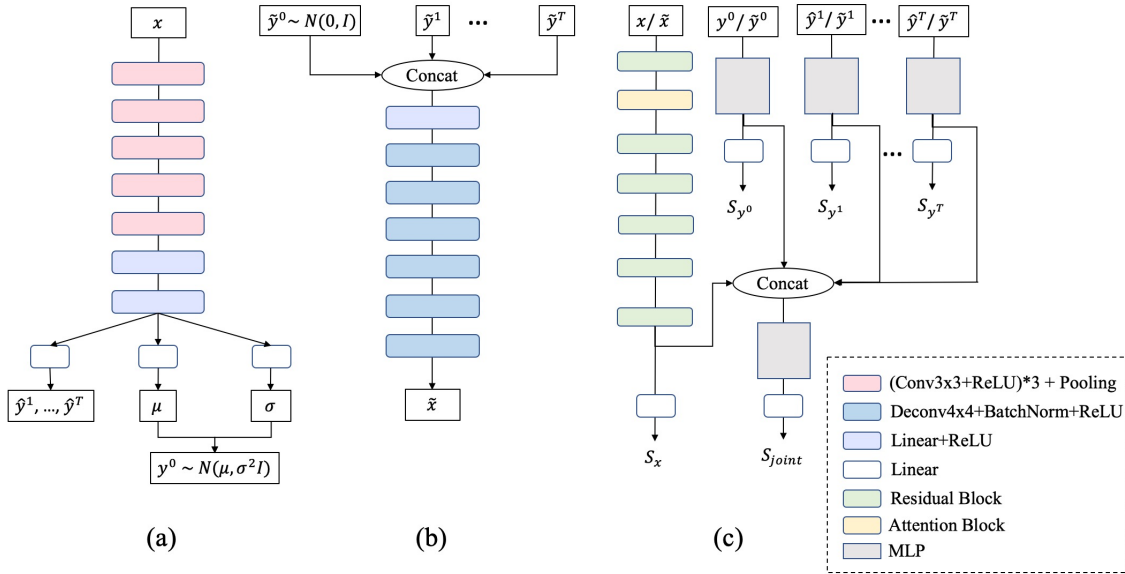 x
ŷ¹, ..., ŷᵀ
μ
σ
y⁰ ~ N(μ, σ²I)
(a)
ỹ⁰ ~ N(0, I)
ỹ¹
...
ỹᵀ
Concat
x̃
(b)
x/ x̃
y⁰/ỹ⁰
ŷ¹/ỹ¹
...
ŷᵀ/ỹᵀ
...
S_y⁰
S_y¹
S_yᵀ
Concat
S_x
S_joint
(c)
(Conv3x3+ReLU)*3 + Pooling
Deconv4x4+BatchNorm+ReLU
Linear+ReLU
Linear
Residual Block
Attention Block
MLP